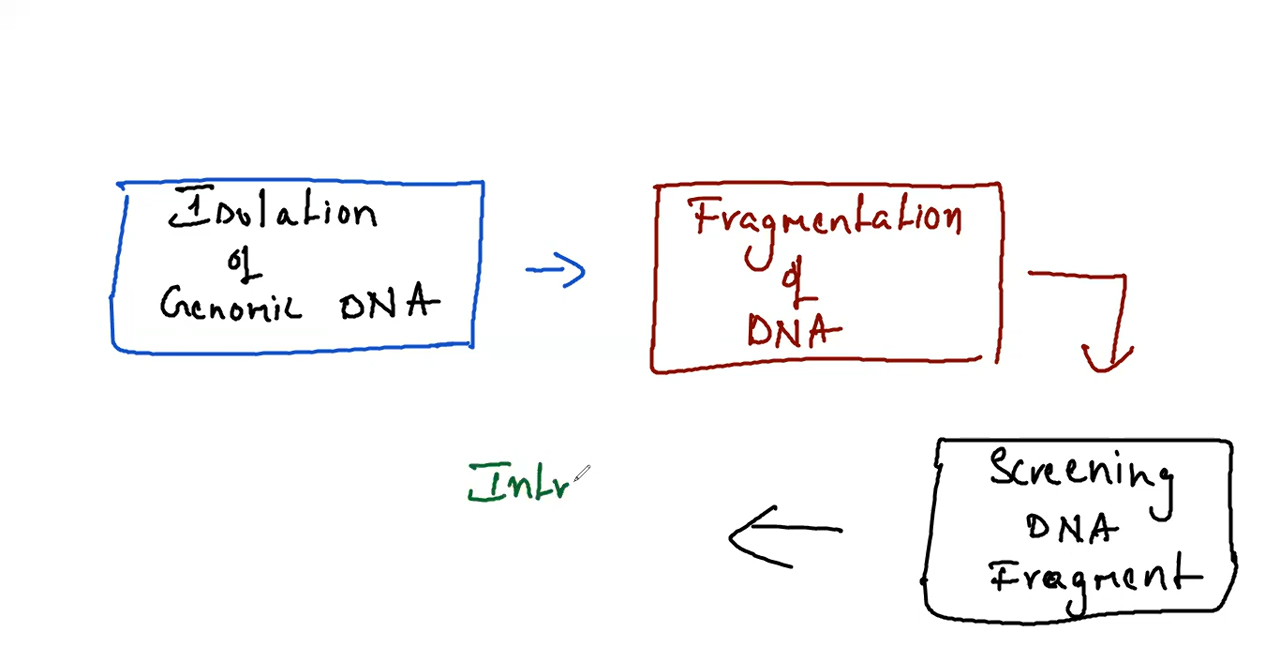 Isolation
of
Genomic DNA
Fragmentation
of
DNA
Screening
DNA
Fragment
Intr